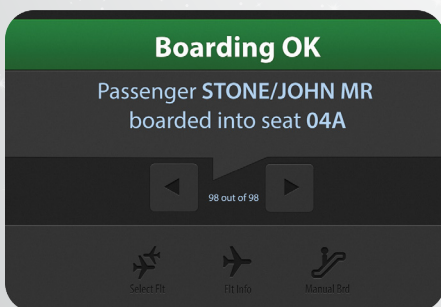 Boarding OK
Passenger STONE/JOHN MR
boarded into seat 04A
98 out of 98
Select Flt
Flt Info
Manual Brd